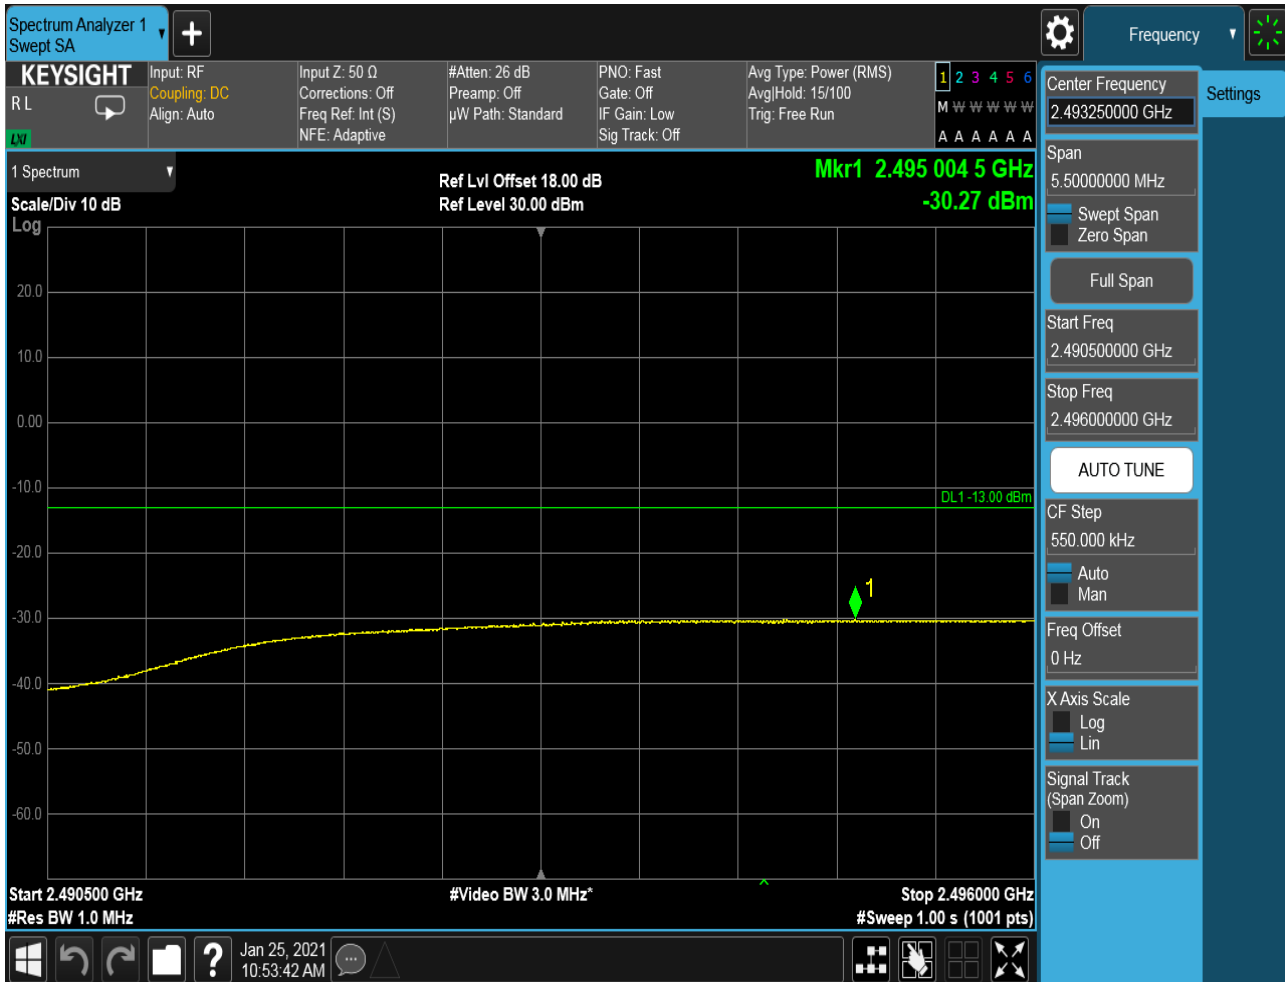 Spectrum Analyzer 1
Swept SA
+
Frequency
KEYSIGHT
R L
LXI
Input: RF
Coupling: DC
Align: Auto
Input Z: 50 Ω
Corrections: Off
Freq Ref: Int (S)
NFE: Adaptive
#Atten: 26 dB
Preamp: Off
µW Path: Standard
PNO: Fast
Gate: Off
IF Gain: Low
Sig Track: Off
Avg Type: Power (RMS)
Avg|Hold: 15/100
Trig: Free Run
1 2 3 4 5 6
M W W W W W
A A A A A A
1 Spectrum
Scale/Div 10 dB
Log
Ref Lvl Offset 18.00 dB
Ref Level 30.00 dBm
Mkr1 2.495 004 5 GHz
-30.27 dBm
20.0
10.0
0.00
-10.0
DL1 -13.00 dBm
-20.0
1
-30.0
-40.0
-50.0
-60.0
Start 2.490500 GHz
#Res BW 1.0 MHz
#Video BW 3.0 MHz*
Stop 2.496000 GHz
#Sweep 1.00 s (1001 pts)
?
Jan 25, 2021
10:53:42 AM
Center Frequency
2.493250000 GHz
Settings
Span
5.50000000 MHz
Swept Span
Zero Span
Full Span
Start Freq
2.490500000 GHz
Stop Freq
2.496000000 GHz
AUTO TUNE
CF Step
550.000 kHz
Auto
Man
Freq Offset
0 Hz
X Axis Scale
Log
Lin
Signal Track
(Span Zoom)
On
Off